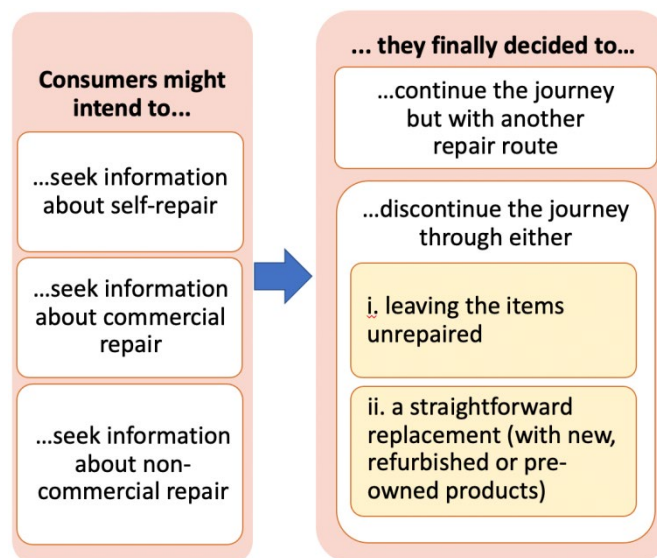 Consumers might
intend to...
...seek information
about self-repair
...seek information
about commercial
repair
...seek information
about non-
commercial repair
... they finally decided to...
...continue the journey
but with another
repair route
...discontinue the journey
through either
i. leaving the items
unrepaired
ii. a straightforward
replacement (with new,
refurbished or pre-
owned products)